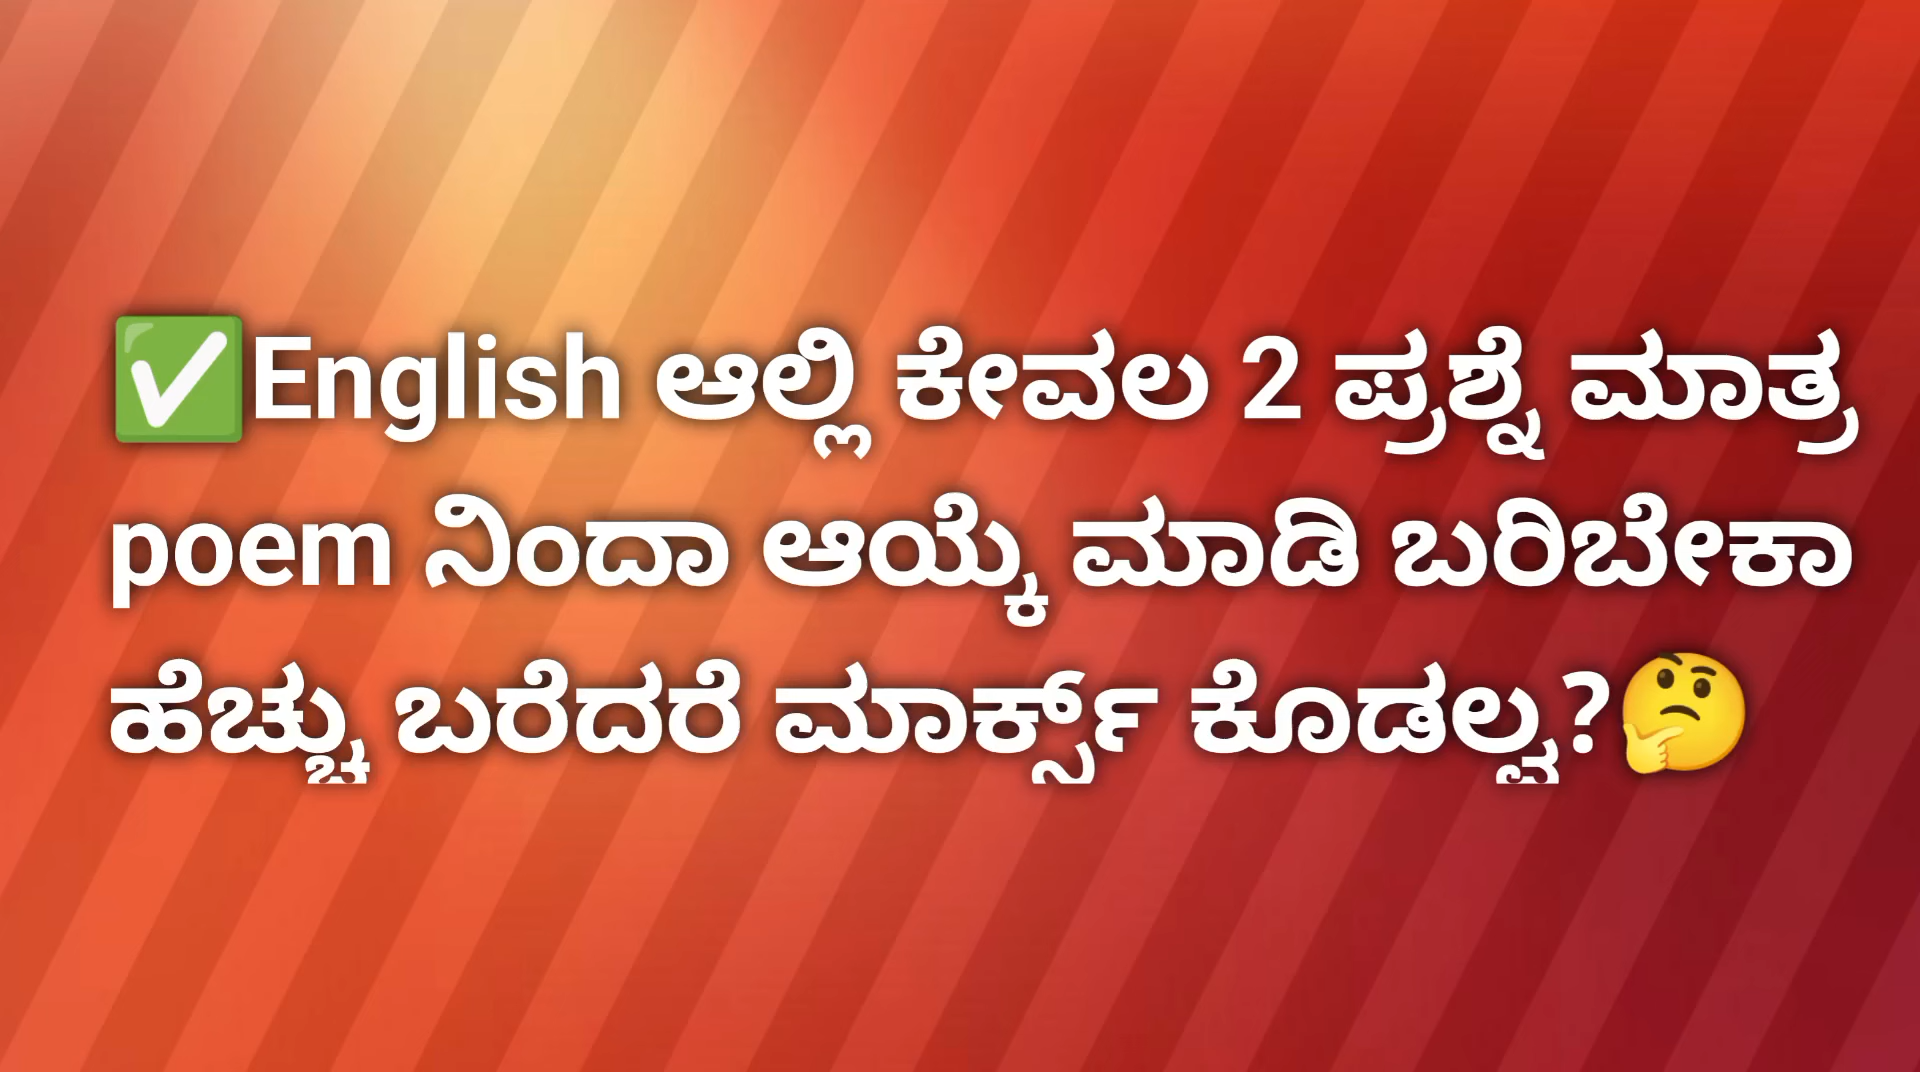 ✅English ಆಲ್ಲಿ ಕೇವಲ 2 ಪ್ರಶ್ನೆ ಮಾತ್ರ
poem ನಿಂದಾ ಆಯ್ಕೆ ಮಾಡಿ ಬರಿಬೇಕಾ
ಹೆಚ್ಚು ಬರೆದರೆ ಮಾರ್ಕ್ಸ್ ಕೊಡಲ್ವ?🤔